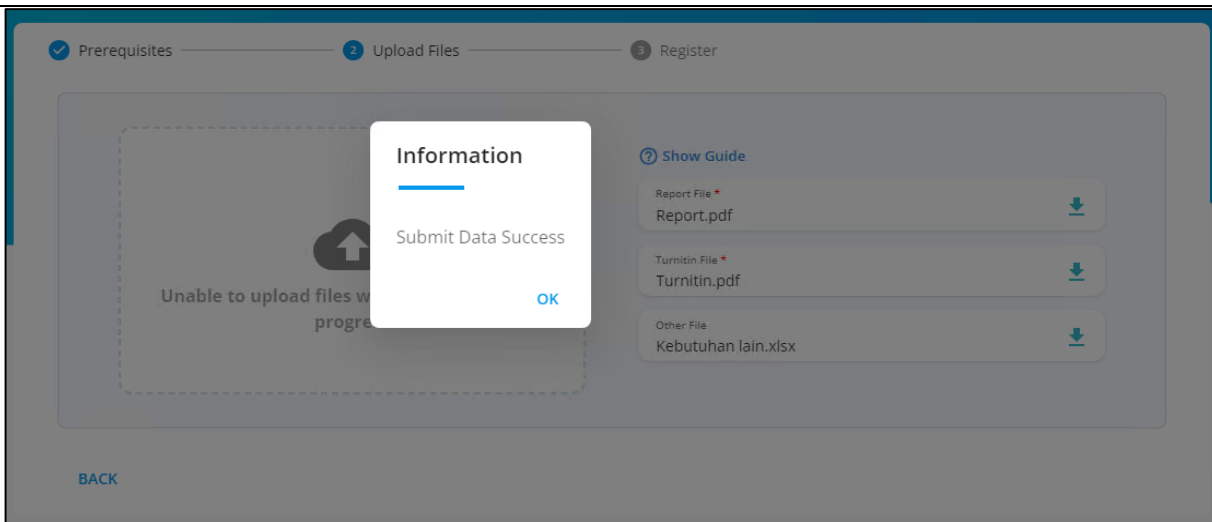 Prerequisites
2
Upload Files
3
Register
Unable to upload files w
progre
Information
Submit Data Success
OK
Show Guide
Report File *
Report.pdf
Turnitin File *
Turnitin.pdf
Other File
Kebutuhan lain.xlsx
BACK